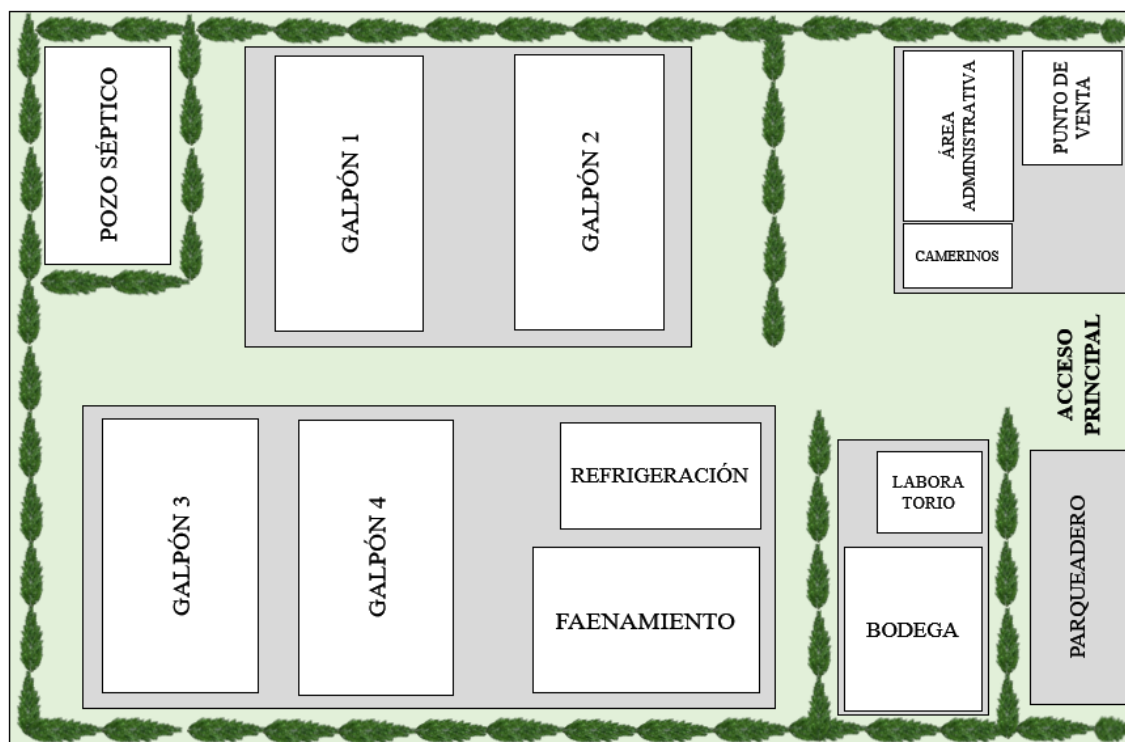 POZO SÉPTICO
GALPÓN 1
GALPÓN 2
ÁREA
ADMINISTRATIVA
PUNTO DE
VENTA
CAMERINOS
ACCESO
PRINCIPAL
GALPÓN 3
GALPÓN 4
REFRIGERACIÓN
FAENAMIENTO
LABORA
TORIO
BODEGA
PARQUEADERO